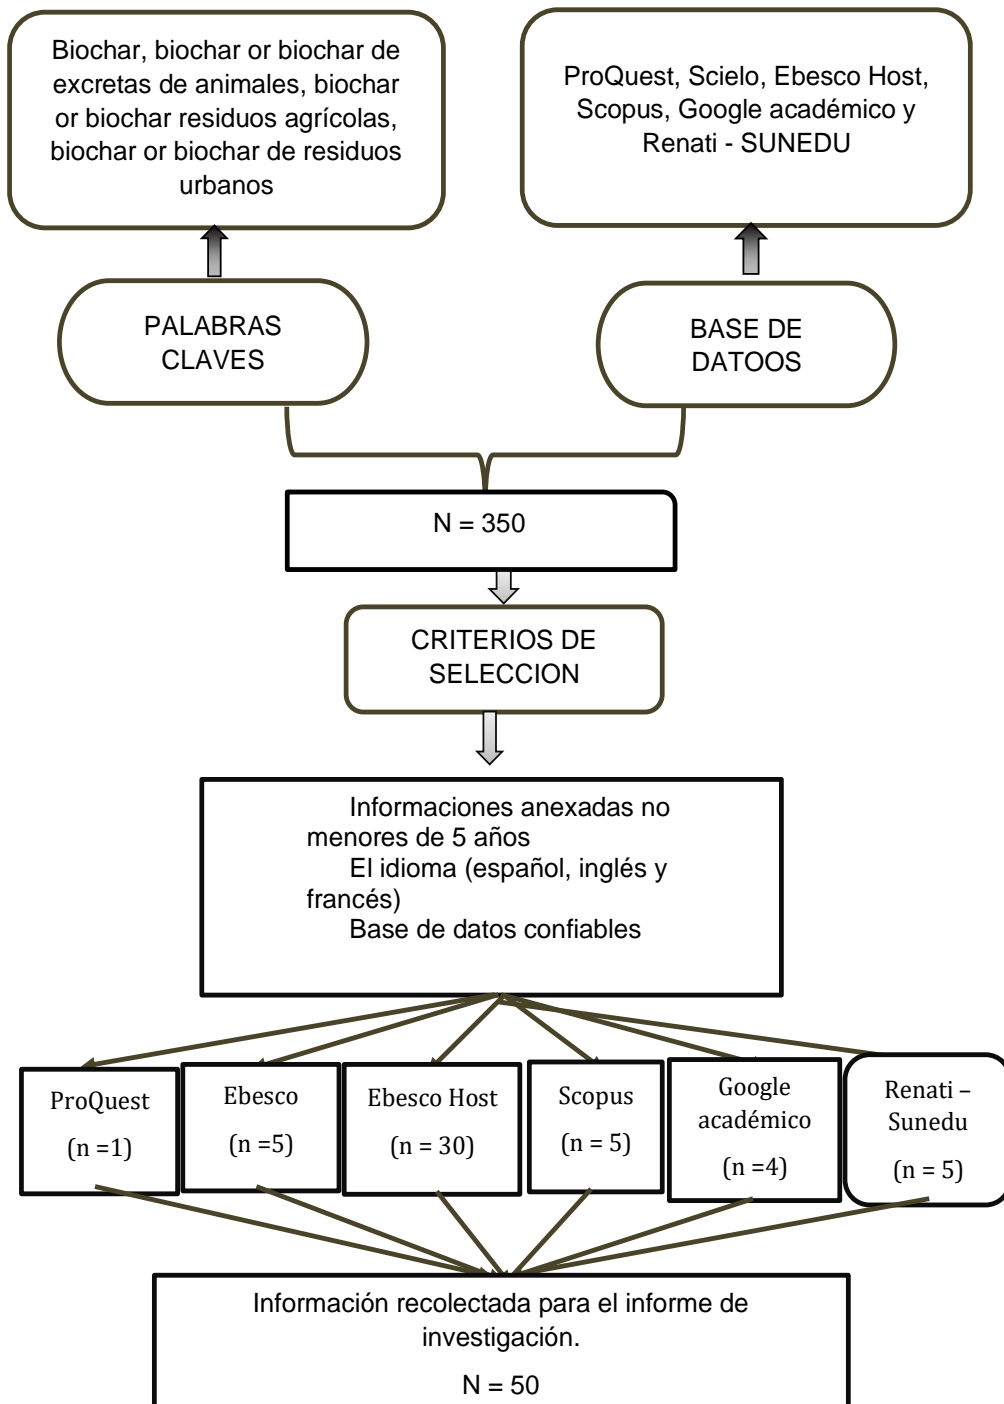 Biochar, biochar or biochar de
excretas de animales, biochar
or biochar residuos agrícolas,
biochar or biochar de residuos
urbanos
ProQuest, Scielo, Ebesco Host,
Scopus, Google académico y
Renati - SUNEDU
PALABRAS
CLAVES
BASE DE
DATOOS
N = 350
CRITERIOS DE
SELECCION
Informaciones anexadas no
menores de 5 años
El idioma (español, inglés y
francés)
Base de datos confiables
ProQuest
(n =1)
Ebesco
(n =5)
Ebesco Host
(n = 30)
Scopus
(n = 5)
Google
académico
(n =4)
Renati –
Sunedu
(n = 5)
Información recolectada para el informe de
investigación.
N = 50